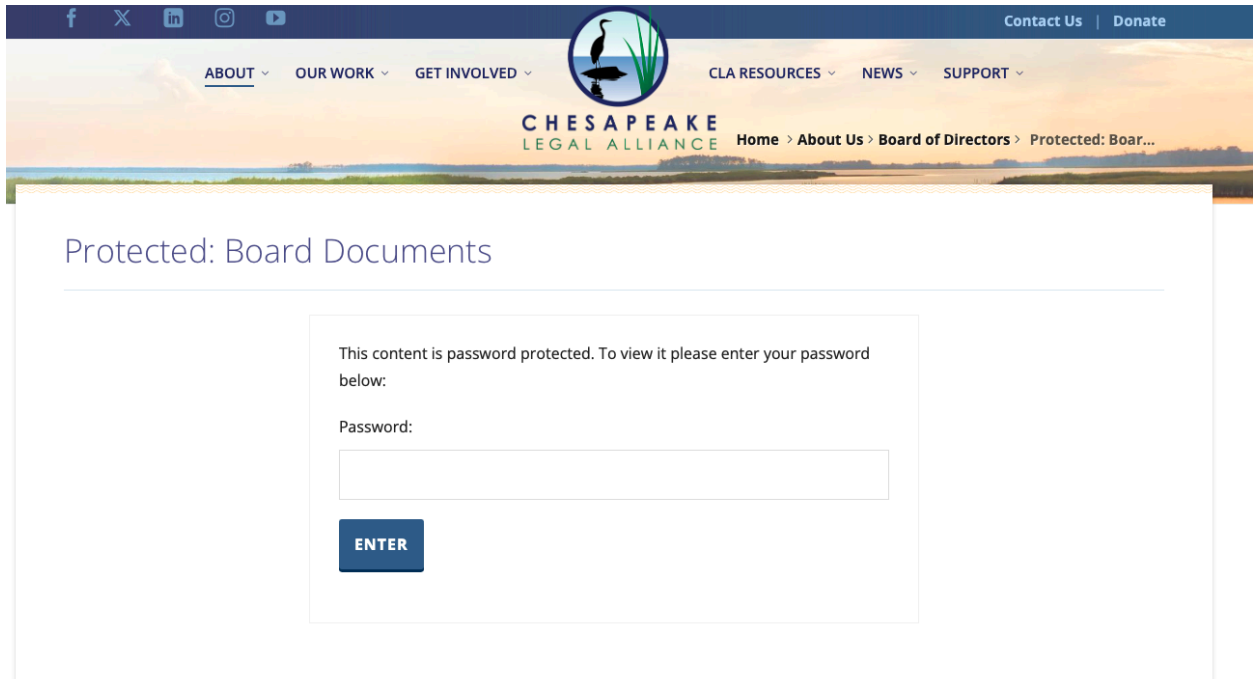 Contact Us | Donate
ABOUT OUR WORK GET INVOLVED CLA RESOURCES NEWS SUPPORT
CHESAPEAKE
LEGAL ALLIANCE
Home > About Us > Board of Directors > Protected: Boar...
Protected: Board Documents
This content is password protected. To view it please enter your password
below:
Password:
ENTER